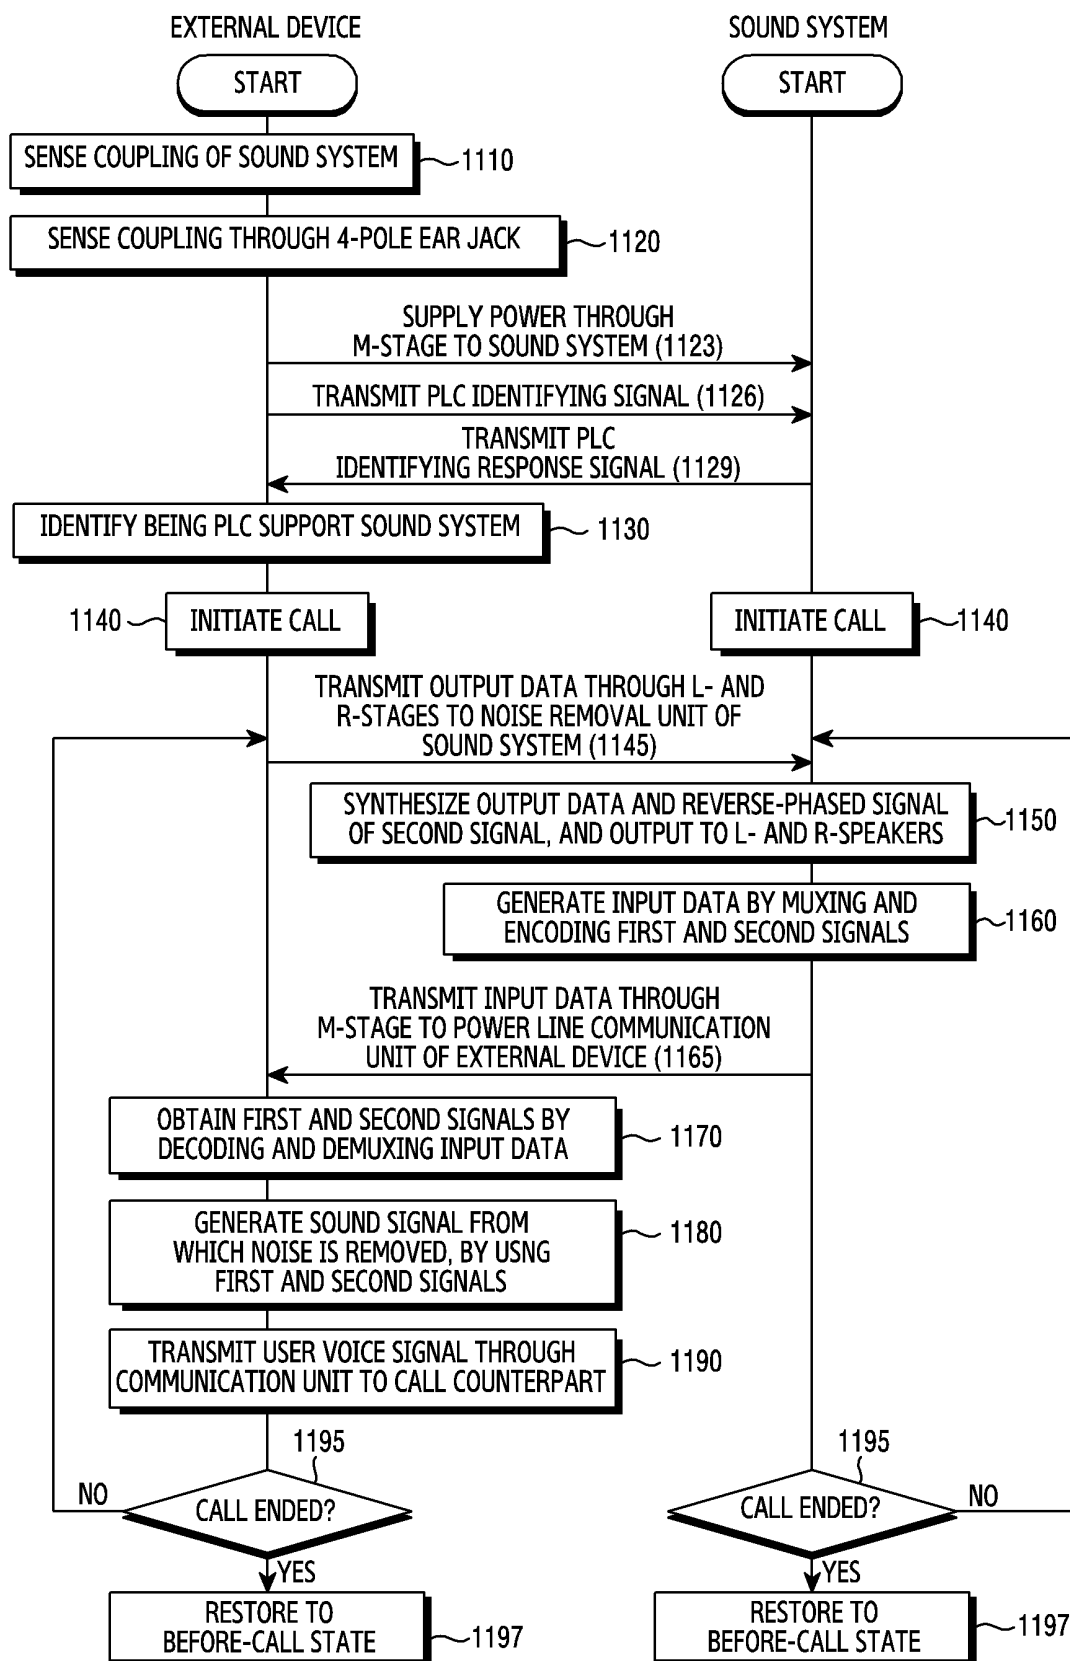 EXTERNAL DEVICE
SOUND SYSTEM
START
START
SENSE COUPLING OF SOUND SYSTEM
1110
SENSE COUPLING THROUGH 4-POLE EAR JACK
1120
SUPPLY POWER THROUGH
M-STAGE TO SOUND SYSTEM (1123)
TRANSMIT PLC IDENTIFYING SIGNAL (1126)
TRANSMIT PLC
IDENTIFYING RESPONSE SIGNAL (1129)
IDENTIFY BEING PLC SUPPORT SOUND SYSTEM
1130
1140
INITIATE CALL
INITIATE CALL
1140
TRANSMIT OUTPUT DATA THROUGH L- AND
R-STAGES TO NOISE REMOVAL UNIT OF
SOUND SYSTEM (1145)
SYNTHESIZE OUTPUT DATA AND REVERSE-PHASED SIGNAL
OF SECOND SIGNAL, AND OUTPUT TO L- AND R-SPEAKERS
1150
GENERATE INPUT DATA BY MUXING AND
ENCODING FIRST AND SECOND SIGNALS
1160
TRANSMIT INPUT DATA THROUGH
M-STAGE TO POWER LINE COMMUNICATION
UNIT OF EXTERNAL DEVICE (1165)
OBTAIN FIRST AND SECOND SIGNALS BY
DECODING AND DEMUXING INPUT DATA
1170
GENERATE SOUND SIGNAL FROM
WHICH NOISE IS REMOVED, BY USNG
FIRST AND SECOND SIGNALS
1180
TRANSMIT USER VOICE SIGNAL THROUGH
COMMUNICATION UNIT TO CALL COUNTERPART
1190
1195
1195
NO
CALL ENDED?
CALL ENDED?
NO
YES
YES
RESTORE TO
BEFORE-CALL STATE
1197
RESTORE TO
BEFORE-CALL STATE
1197